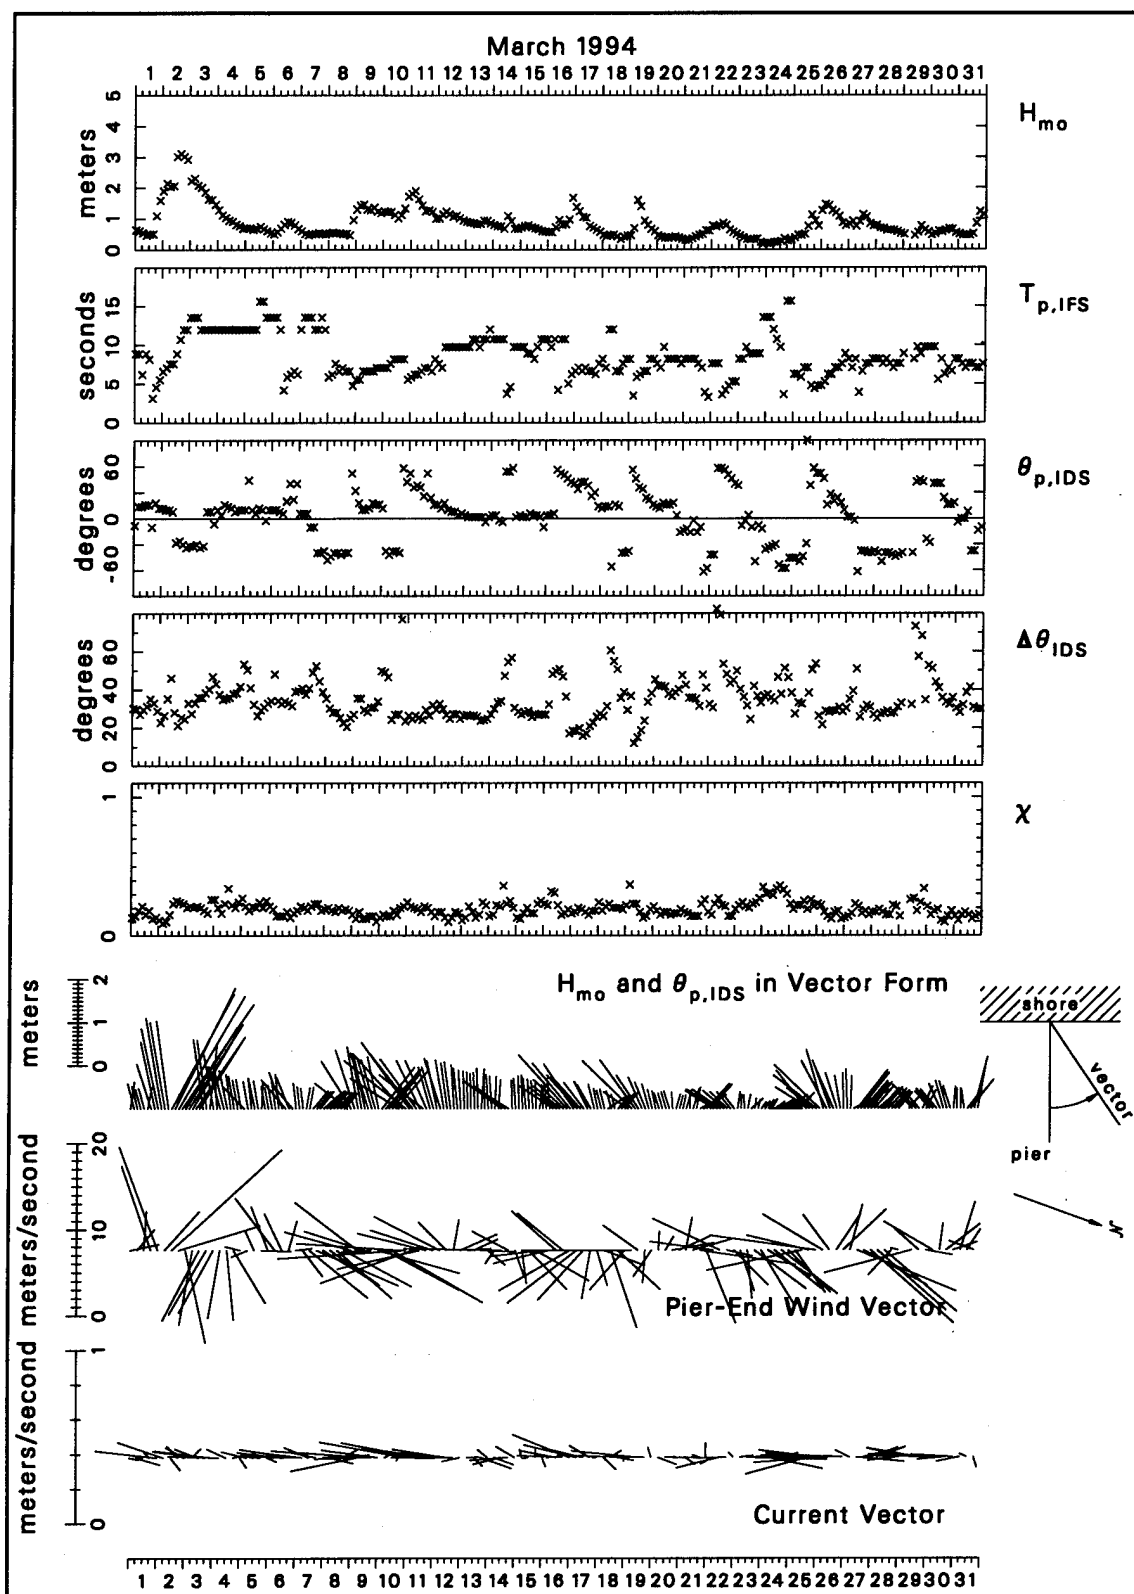 March 1994
1 2 3 4 5 6 7 8 9 10 11 12 13 14 15 16 17 18 19 20 21 22 23 24 25 26 27 28 29 30 31
5
4
3
2
1
0
meters
Hmo
15
10
5
0
seconds
Tp,IFS
60
0
-60
degrees
θp,IDS
60
40
20
0
degrees
ΔθIDS
1
0
χ
2
1
0
meters
Hmo and θp,IDS in Vector Form
shore
vector
pier
N
20
10
0
meters/second
Pier-End Wind Vector
1
0
meters/second
Current Vector
1 2 3 4 5 6 7 8 9 10 11 12 13 14 15 16 17 18 19 20 21 22 23 24 25 26 27 28 29 30 31